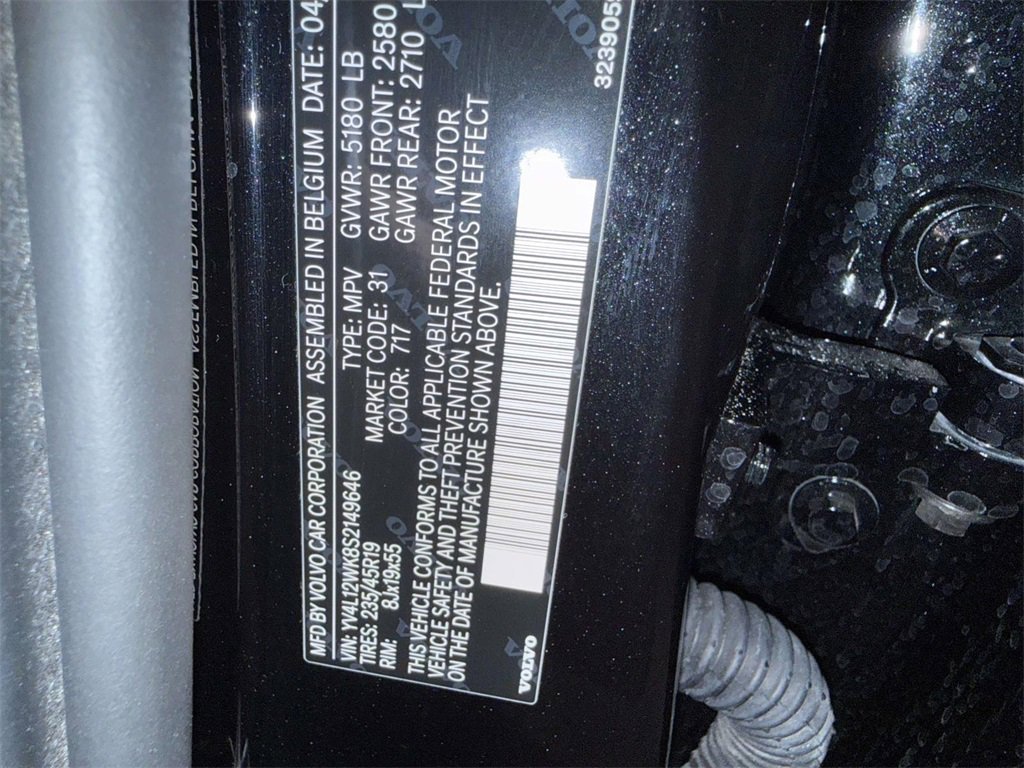 MFD BY VOLVO CAR CORPORATION ASSEMBLED IN BELGIUM DATE: 04
VIN: YV4L12WK8S2149646 TYPE: MPV GVWR: 5180 LB
TIRES: 235/45R19 MARKET CODE: 31 GAWR FRONT: 2580
RIM: 8Jx19x55 COLOR: 717 GAWR REAR: 2710 L
THIS VEHICLE CONFORMS TO ALL APPLICABLE FEDERAL MOTOR
VEHICLE SAFETY AND THEFT PREVENTION STANDARDS IN EFFECT
ON THE DATE OF MANUFACTURE SHOWN ABOVE.
VOLVO
323905